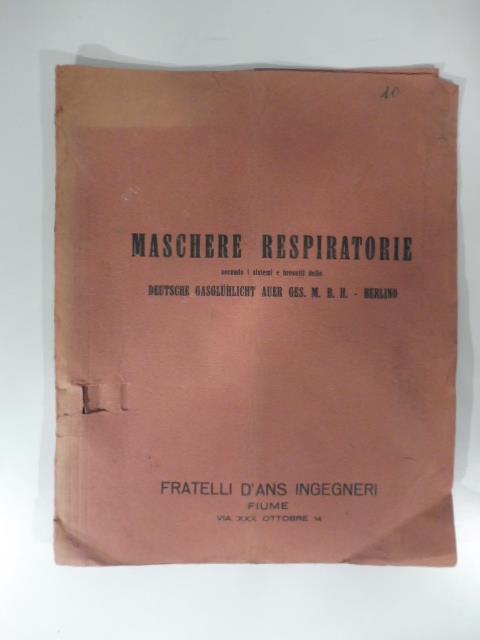 10
MASCHERE RESPIRATORIE
secondo i sistemi e brevetti della
DEUTSCHE GASGLÜHLICHT AUER GES. M. B. H. - BERLINO
FRATELLI D'ANS INGEGNERI
FIUME
VIA XXX OTTOBRE 14